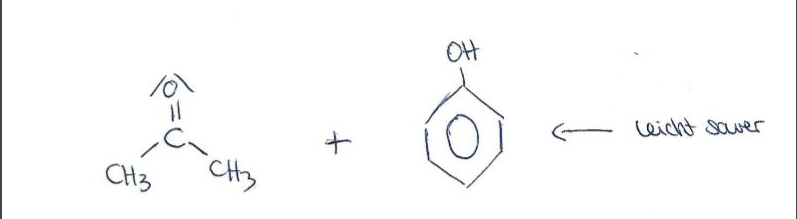 OH
O
C
CH3
CH3
+
leicht sauer